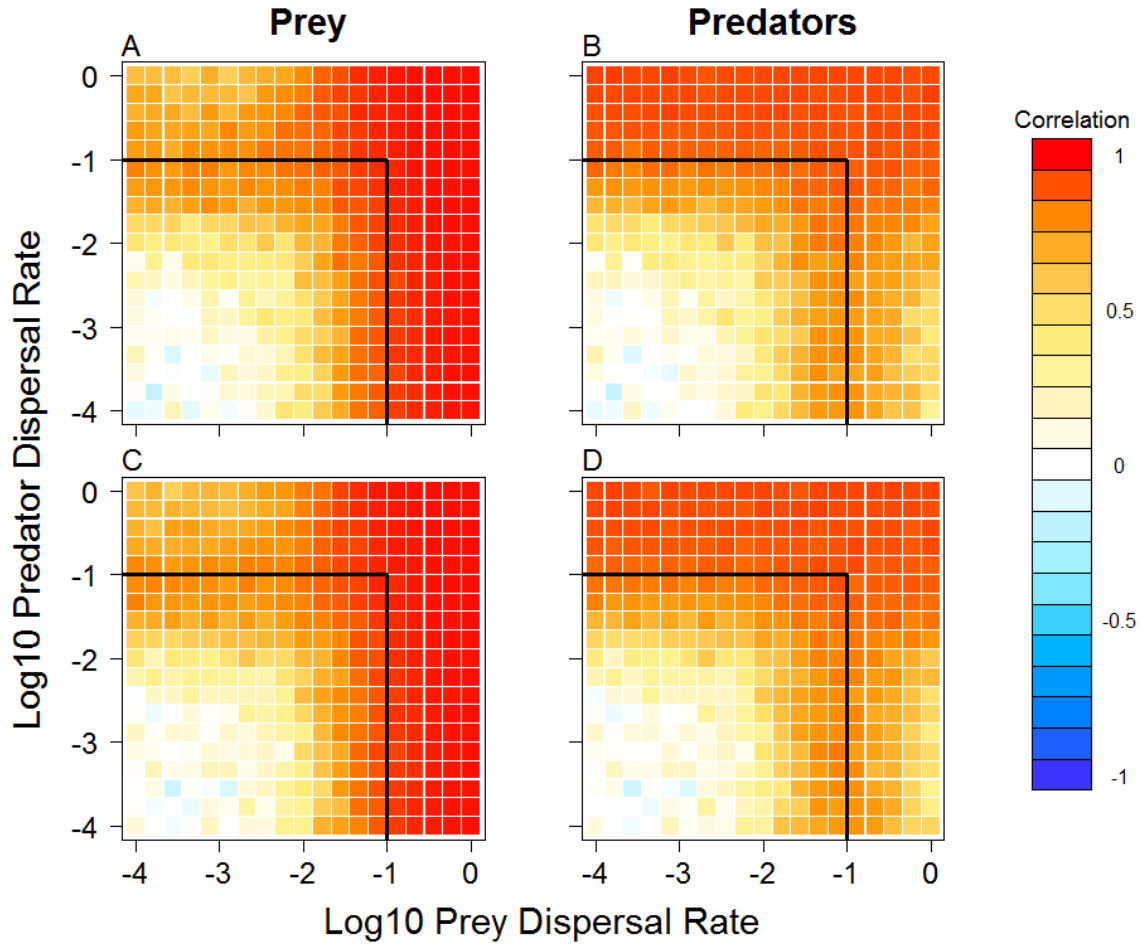 Prey
Predators
A
B
0
-1
-2
-3
-4
C
D
0
-1
-2
-3
-4
-4
-3
-2
-1
0
-4
-3
-2
-1
0
Log10 Predator Dispersal Rate
Log10 Prey Dispersal Rate
Correlation
1
0.5
0
-0.5
-1